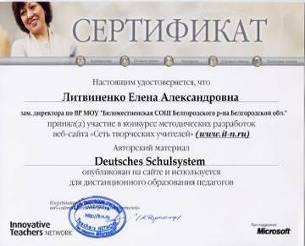 СЕРТИФИКАТ
Настоящим удостоверяется, что
Литвиненко Елена Александровна
зам. директора по ВР МОУ "Беломестненская СОШ Белгородского р-на Белгородской обл."
принял(а) участие в конкурсе методических разработок
веб-сайта «Сеть творческих учителей» (www.it-n.ru)
Авторский материал
Deutsches Schulsystem
опубликован на сайте и используется
для дистанционного образования педагогов
Innovative
Teachers NETWORK
При поддержке
Microsoft